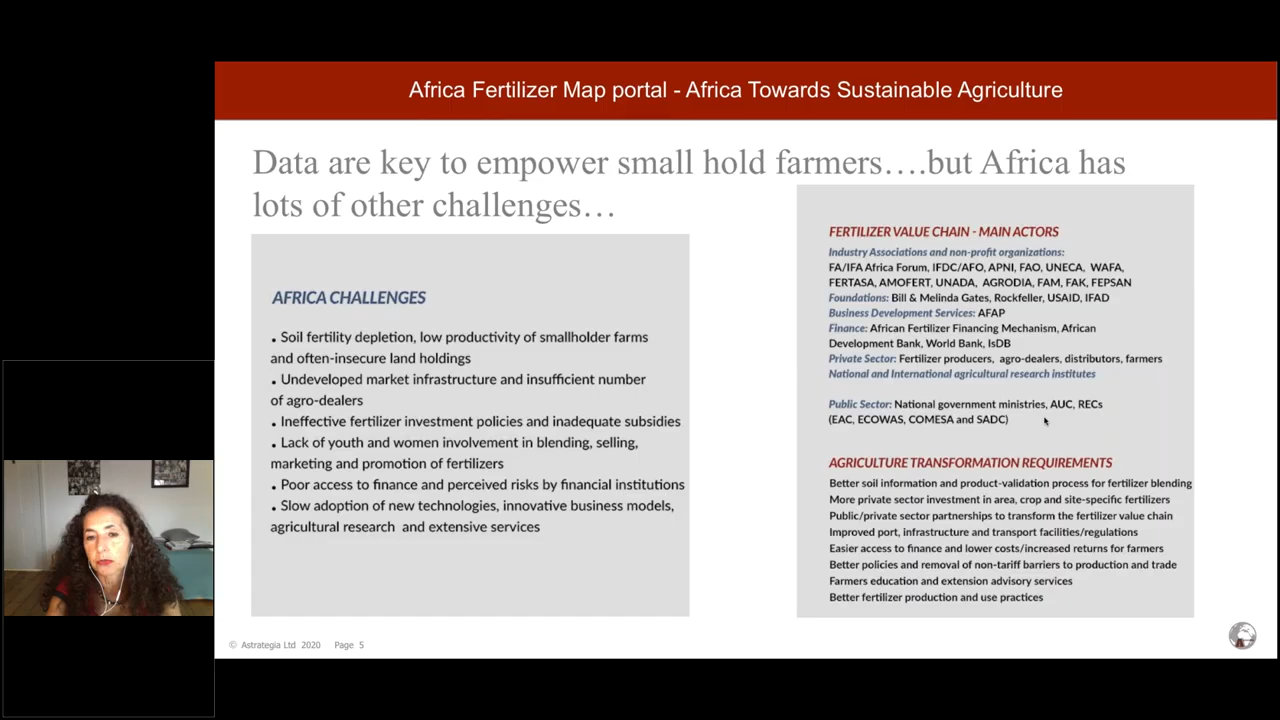 Africa Fertilizer Map portal - Africa Towards Sustainable Agriculture
Data are key to empower small hold farmers….but Africa has
lots of other challenges…
AFRICA CHALLENGES
. Soil fertility depletion, low productivity of smallholder farms
and often-insecure land holdings
. Undeveloped market infrastructure and insufficient number
of agro-dealers
. Ineffective fertilizer investment policies and inadequate subsidies
. Lack of youth and women involvement in blending, selling,
marketing and promotion of fertilizers
. Poor access to finance and perceived risks by financial institutions
. Slow adoption of new technologies, innovative business models,
agricultural research and extensive services
FERTILIZER VALUE CHAIN - MAIN ACTORS
Industry Associations and non-profit organizations:
FA/IFA Africa Forum, IFDC/AFO, APNI, FAO, UNECA, WAFA,
FERTASA, AMOFERT, UNADA, AGRODIA, FAM, FAK, FEPSAN
Foundations: Bill & Melinda Gates, Rockfeller, USAID, IFAD
Business Development Services: AFAP
Finance: African Fertilizer Financing Mechanism, African
Development Bank, World Bank, IsDB
Private Sector: Fertilizer producers, agro-dealers, distributors, farmers
National and International agricultural research institutes
Public Sector: National government ministries, AUC, RECs
(EAC, ECOWAS, COMESA and SADC)
AGRICULTURE TRANSFORMATION REQUIREMENTS
Better soil information and product-validation process for fertilizer blending
More private sector investment in area, crop and site-specific fertilizers
Public/private sector partnerships to transform the fertilizer value chain
Improved port, infrastructure and transport facilities/regulations
Easier access to finance and lower costs/increased returns for farmers
Better policies and removal of non-tariff barriers to production and trade
Farmers education and extension advisory services
Better fertilizer production and use practices
© Astrategia Ltd 2020 Page 5